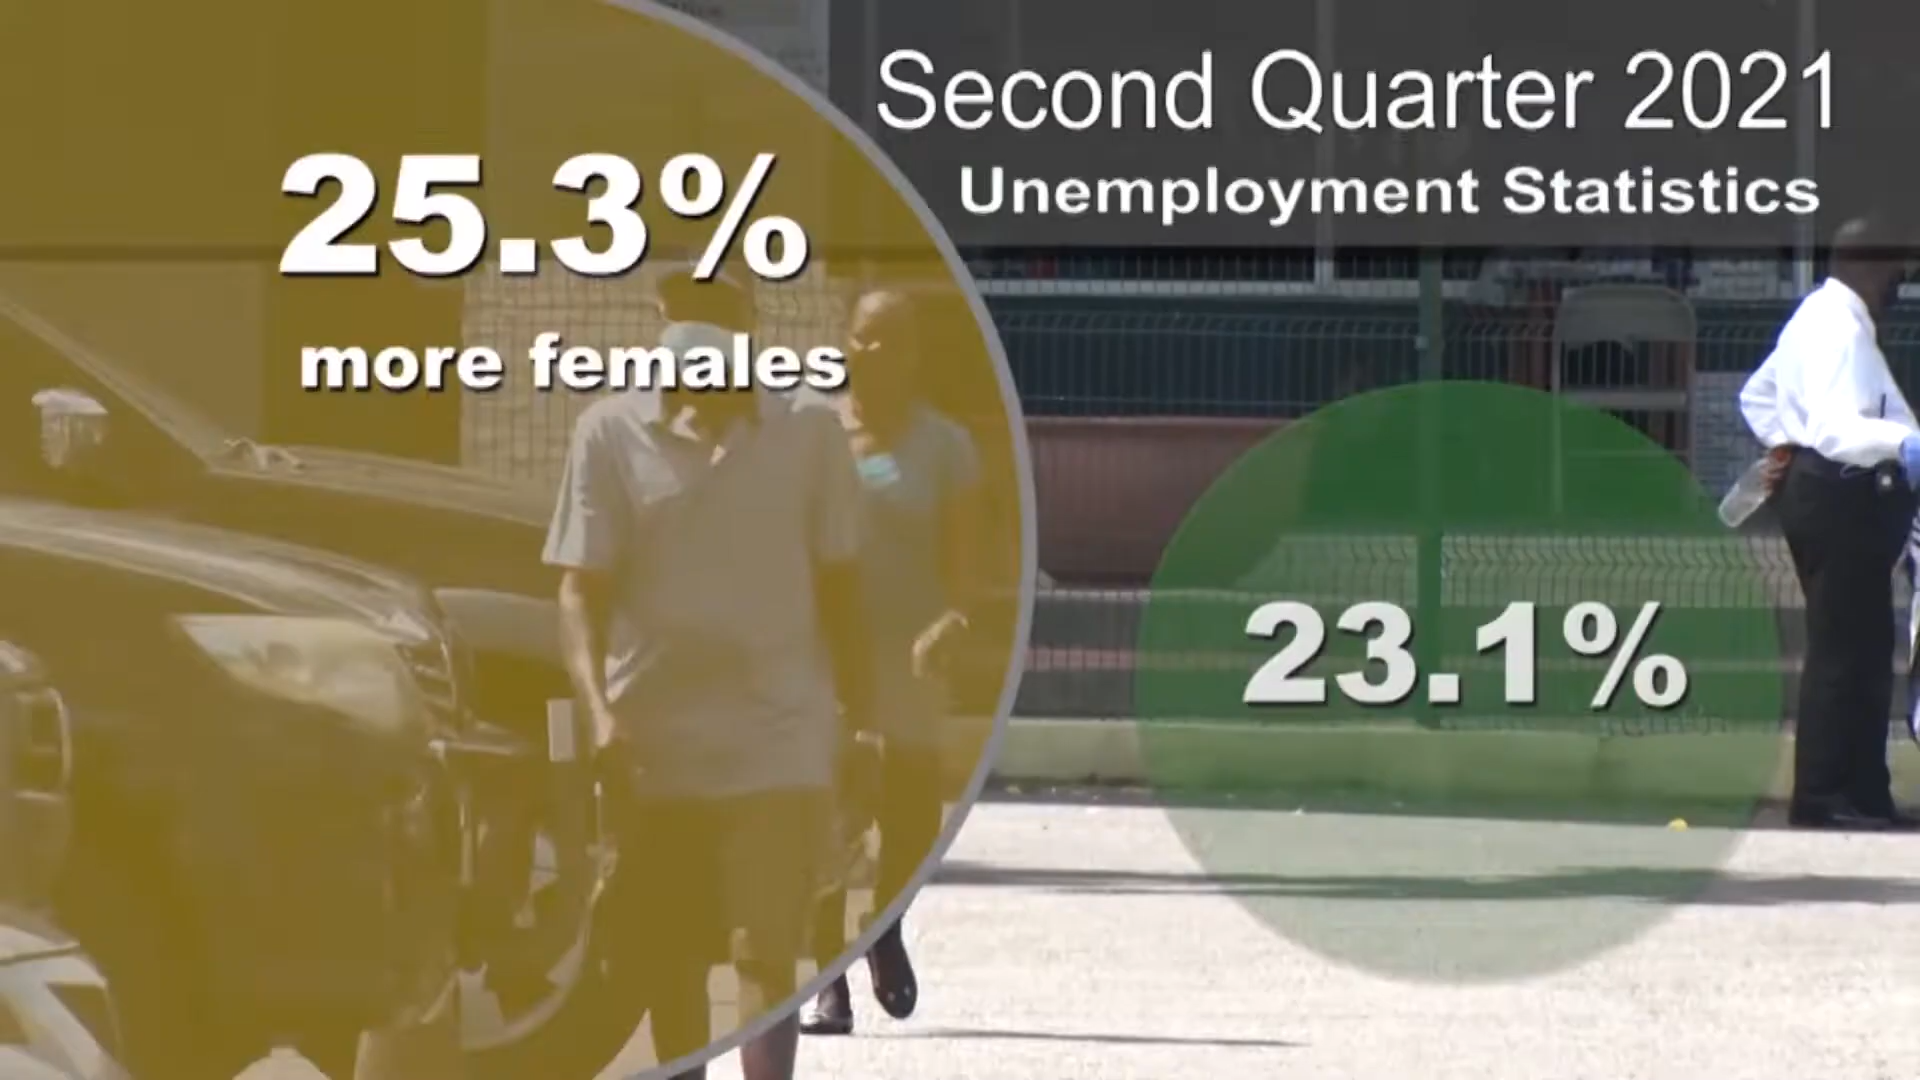 Second Quarter 2021
Unemployment Statistics
25.3%
more females
23.1%